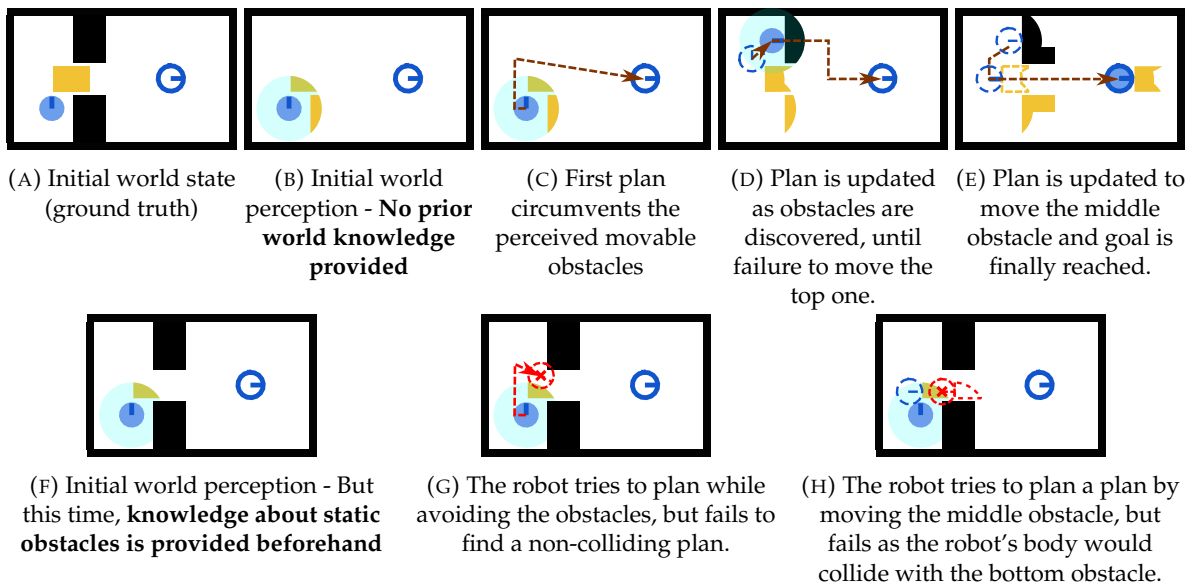 (A) Initial world state
(ground truth)
(B) Initial world
perception - No prior
world knowledge
provided
(C) First plan
circumvents the
perceived movable
obstacles
(D) Plan is updated
as obstacles are
discovered, until
failure to move the
top one.
(E) Plan is updated to
move the middle
obstacle and goal is
finally reached.
(F) Initial world perception - But
this time, knowledge about static
obstacles is provided beforehand
(G) The robot tries to plan while
avoiding the obstacles, but fails to
find a non-colliding plan.
(H) The robot tries to plan a plan by
moving the middle obstacle, but
fails as the robot's body would
collide with the bottom obstacle.